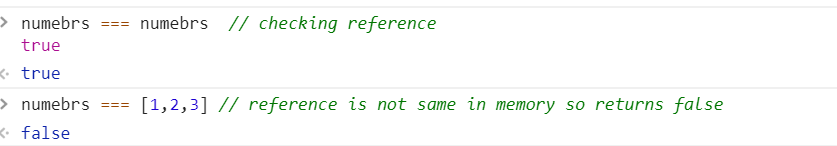 > numebrs === numebrs  // checking reference
true
<· true
> numebrs === [1,2,3] // reference is not same in memory so returns false
<· false